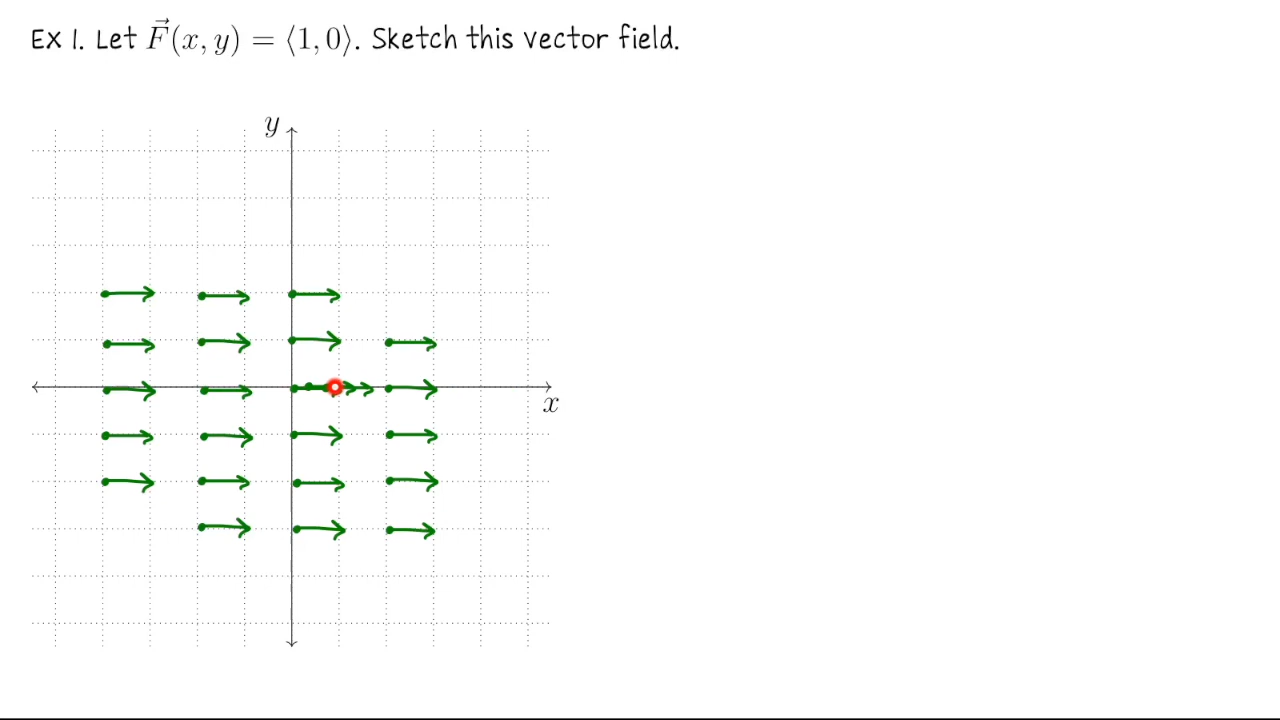 Ex 1. Let $\vec{F}(x, y) = \langle 1, 0 \rangle$. Sketch this vector field.
y
x